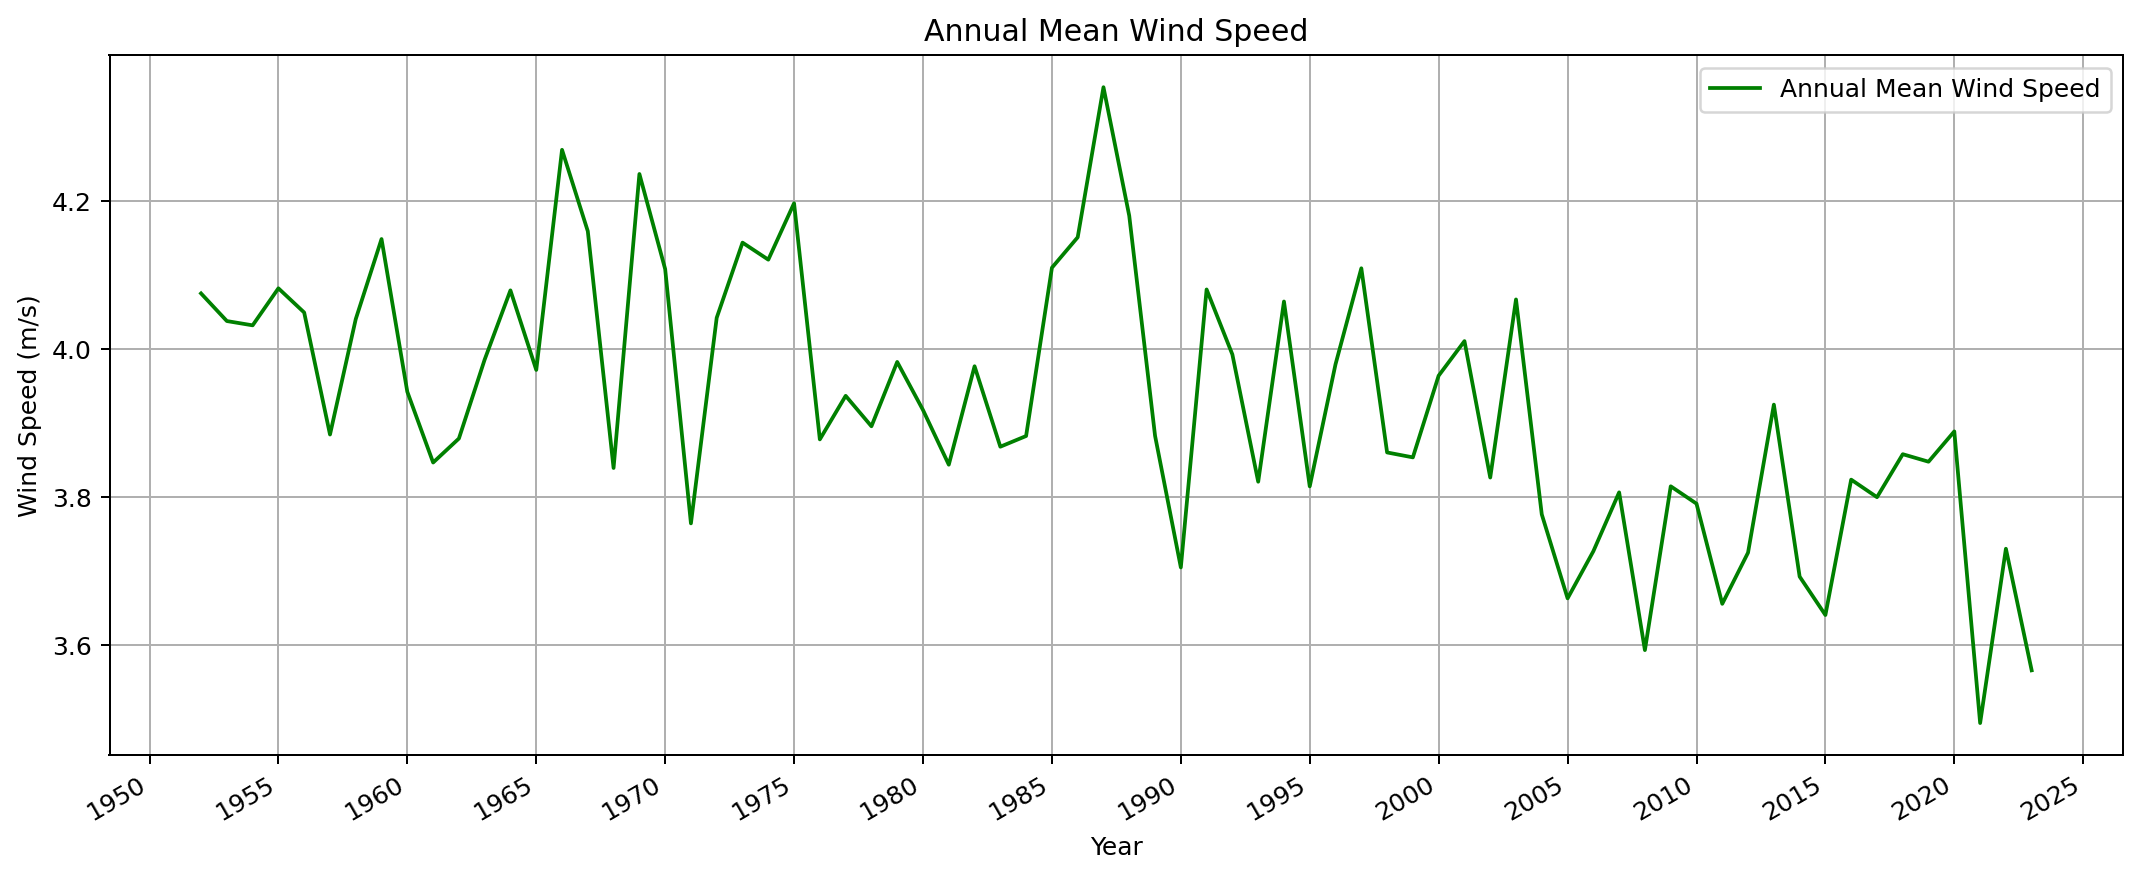 Annual Mean Wind Speed
Annual Mean Wind Speed
Wind Speed (m/s)
4.2
4.0
3.8
3.6
1950 1955 1960 1965 1970 1975 1980 1985 1990 1995 2000 2005 2010 2015 2020 2025
Year